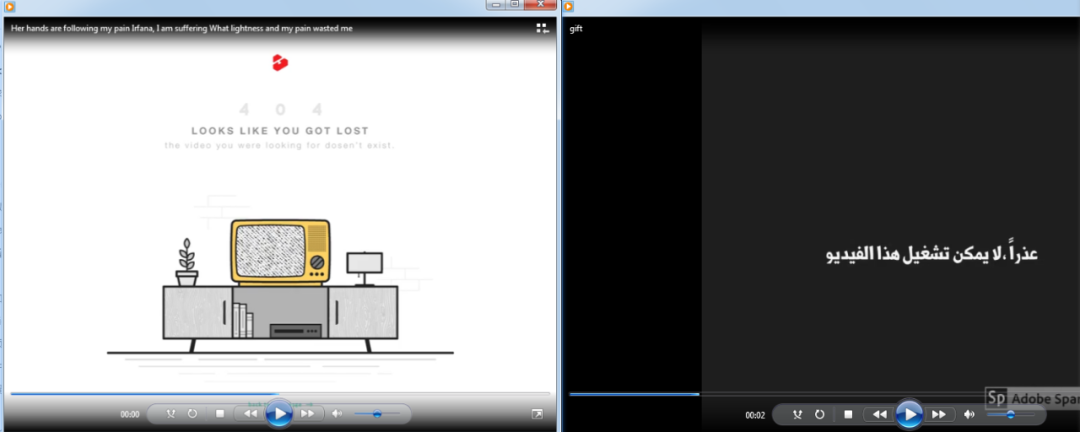 Her hands are following my pain Irfana, I am suffering What lightness and my pain wasted me
4 0 4
LOOKS LIKE YOU GOT LOST
the video you were looking for dosen't exist.
00:00
gift
عذراً ،لا يمكن تشغيل هذا الفيديو
Sp Adobe Spar
00:02